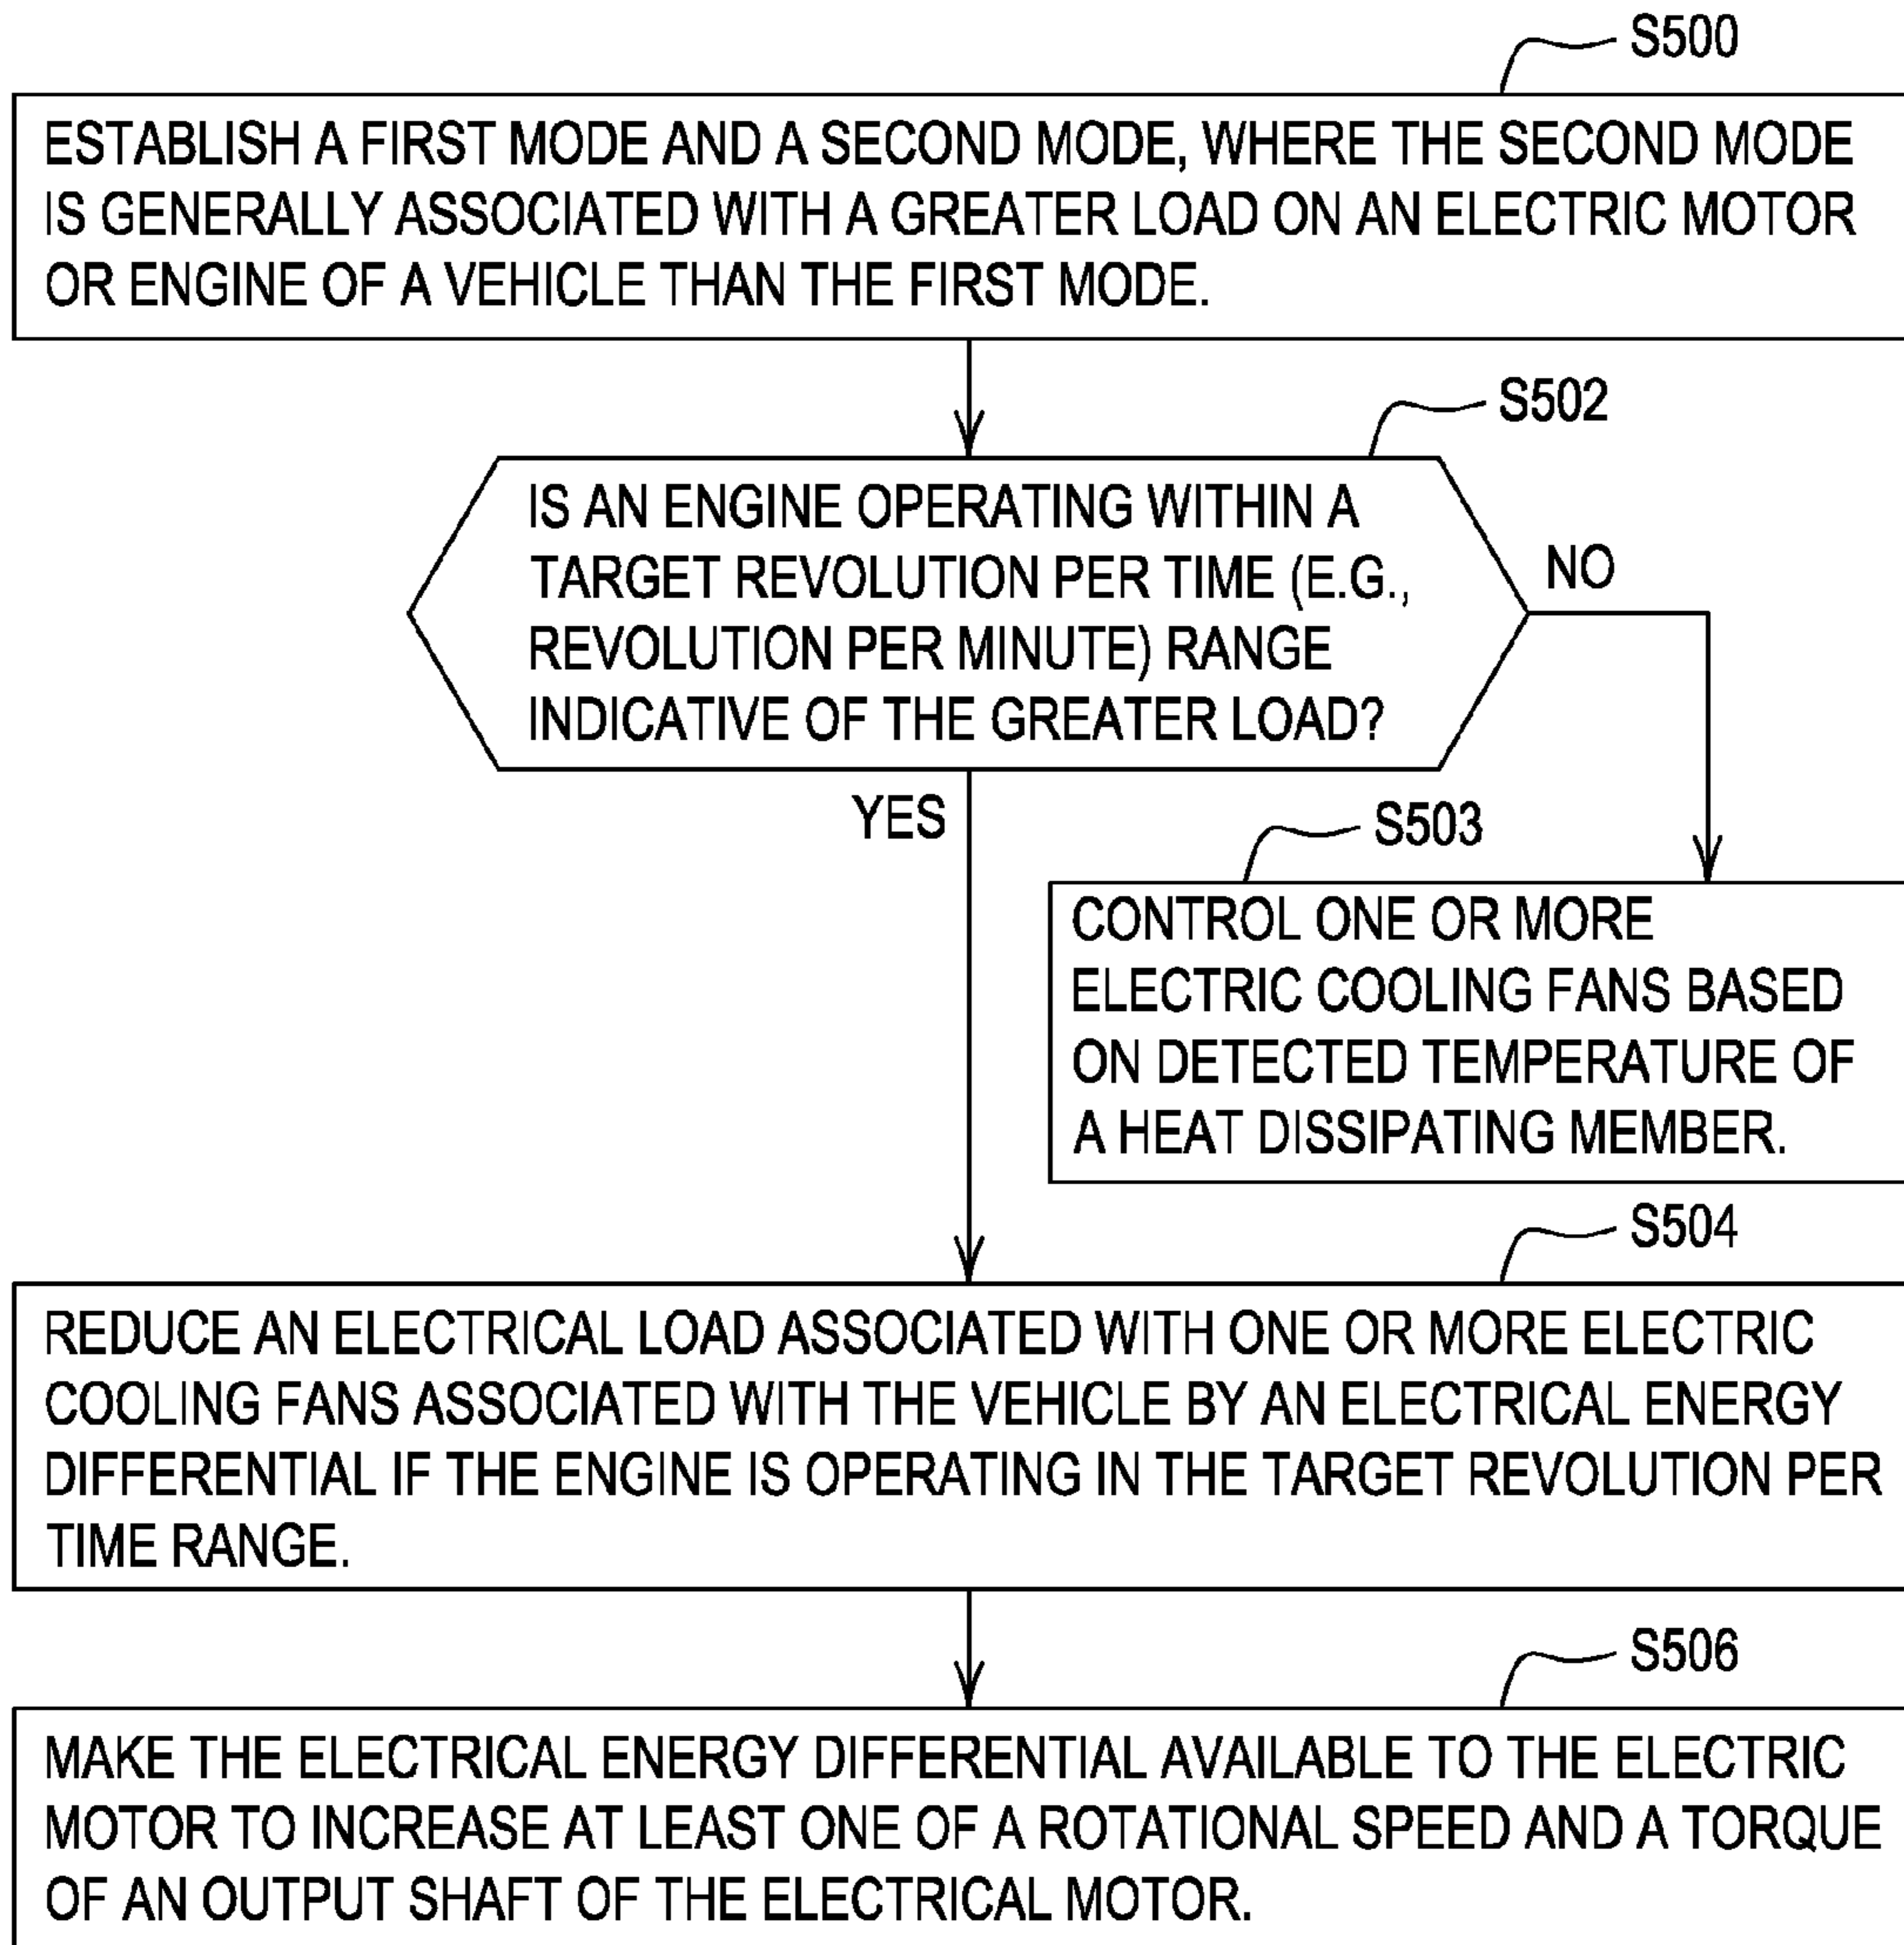 S500
ESTABLISH A FIRST MODE AND A SECOND MODE, WHERE THE SECOND MODE
IS GENERALLY ASSOCIATED WITH A GREATER LOAD ON AN ELECTRIC MOTOR
OR ENGINE OF A VEHICLE THAN THE FIRST MODE.
S502
IS AN ENGINE OPERATING WITHIN A
TARGET REVOLUTION PER TIME (E.G.,
REVOLUTION PER MINUTE) RANGE
INDICATIVE OF THE GREATER LOAD?
NO
YES
S503
CONTROL ONE OR MORE
ELECTRIC COOLING FANS BASED
ON DETECTED TEMPERATURE OF
A HEAT DISSIPATING MEMBER.
S504
REDUCE AN ELECTRICAL LOAD ASSOCIATED WITH ONE OR MORE ELECTRIC
COOLING FANS ASSOCIATED WITH THE VEHICLE BY AN ELECTRICAL ENERGY
DIFFERENTIAL IF THE ENGINE IS OPERATING IN THE TARGET REVOLUTION PER
TIME RANGE.
S506
MAKE THE ELECTRICAL ENERGY DIFFERENTIAL AVAILABLE TO THE ELECTRIC
MOTOR TO INCREASE AT LEAST ONE OF A ROTATIONAL SPEED AND A TORQUE
OF AN OUTPUT SHAFT OF THE ELECTRICAL MOTOR.